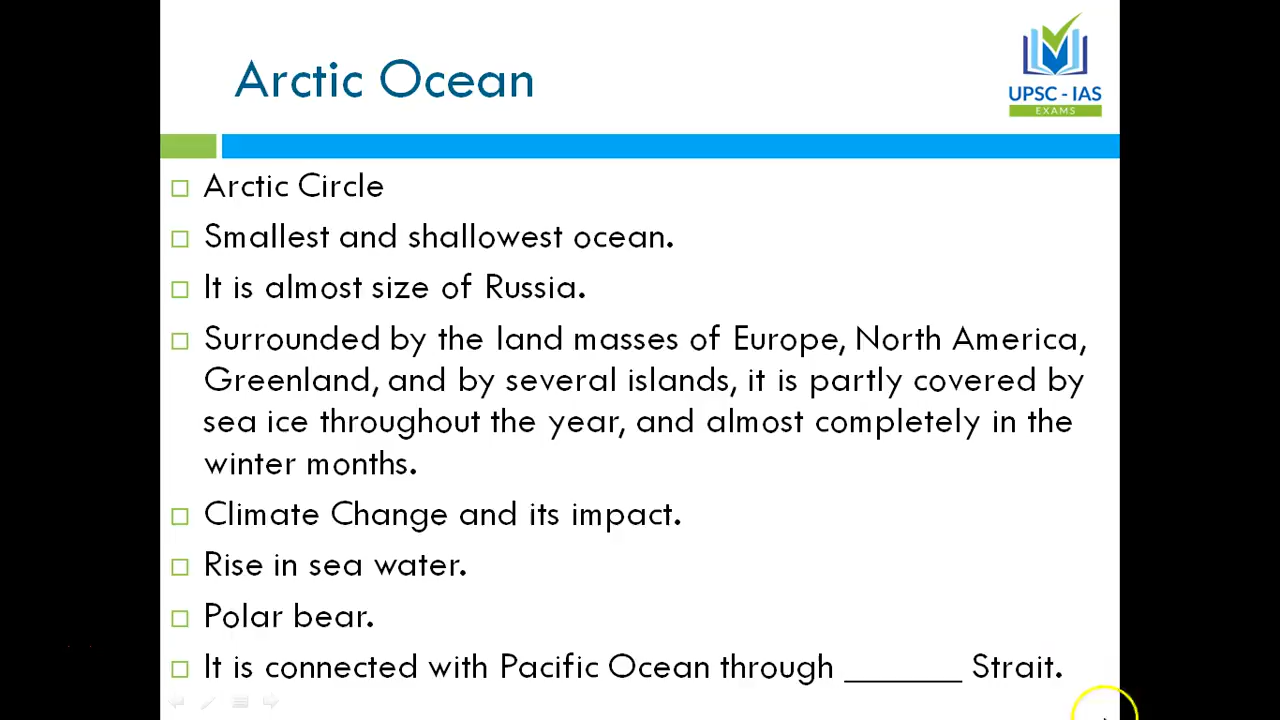 Arctic Ocean
UPSC - IAS
EXAMS
Arctic Circle
Smallest and shallowest ocean.
It is almost size of Russia.
Surrounded by the land masses of Europe, North America,
Greenland, and by several islands, it is partly covered by
sea ice throughout the year, and almost completely in the
winter months.
Climate Change and its impact.
Rise in sea water.
Polar bear.
It is connected with Pacific Ocean through _______ Strait.